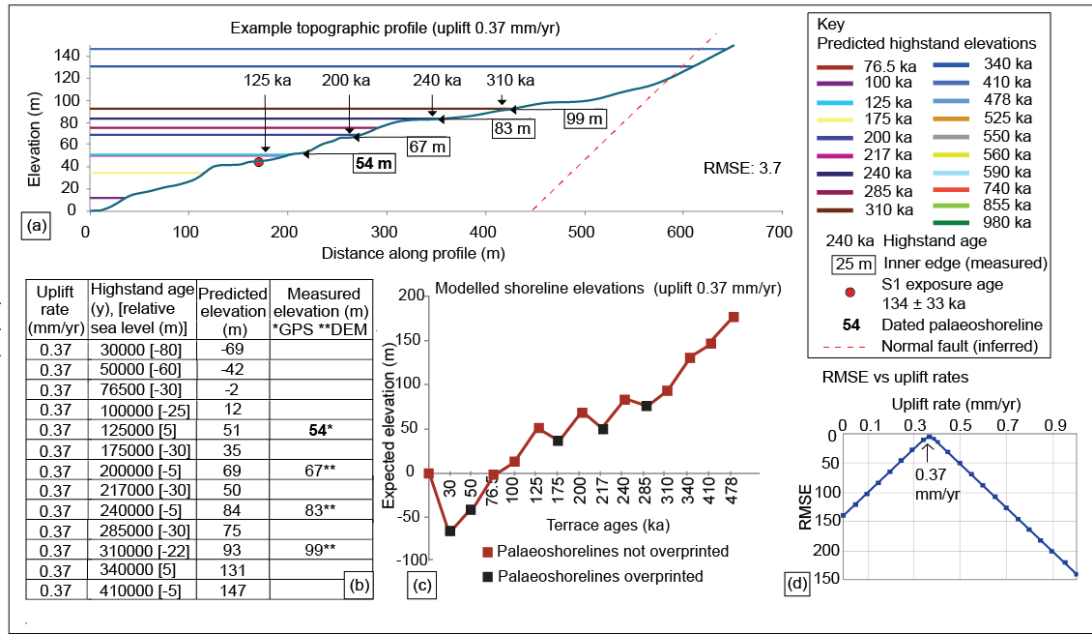 Example topographic profile (uplift 0.37 mm/yr)
Elevation (m)
140
120
100
80
60
40
20
0
125 ka
200 ka
240 ka
310 ka
54 m
67 m
83 m
99 m
RMSE: 3.7
(a)
0
100
200
300
400
500
600
700
Distance along profile (m)
Key
Predicted highstand elevations
76.5 ka 340 ka
100 ka 410 ka
125 ka 478 ka
175 ka 525 ka
200 ka 550 ka
217 ka 560 ka
240 ka 590 ka
285 ka 740 ka
310 ka 855 ka
980 ka
240 ka Highstand age
25 m Inner edge (measured)
S1 exposure age
134 ± 33 ka
54 Dated palaeoshoreline
Normal fault (inferred)
Uplift rate (mm/yr) Highstand age (y), [relative sea level (m)] Predicted elevation (m) Measured elevation (m) *GPS **DEM
0.37 30000 [-80] -69
0.37 50000 [-60] -42
0.37 76500 [-30] -2
0.37 100000 [-25] 12
0.37 125000 [5] 51 54*
0.37 175000 [-30] 35
0.37 200000 [-5] 69 67**
0.37 217000 [-30] 50
0.37 240000 [-5] 84 83**
0.37 285000 [-30] 75
0.37 310000 [-22] 93 99**
0.37 340000 [5] 131
0.37 410000 [-5] 147
(b)
Modelled shoreline elevations (uplift 0.37 mm/yr)
Expected elevation (m)
200
150
100
50
0
-50
-100
30
50
76.5
100
125
175
200
217
240
285
310
340
410
478
Terrace ages (ka)
Palaeoshorelines not overprinted
Palaeoshorelines overprinted
(c)
RMSE vs uplift rates
Uplift rate (mm/yr)
0 0.1 0.3 0.5 0.7 0.9
RMSE
0
50
100
150
200
150
0.37
mm/yr
(d)